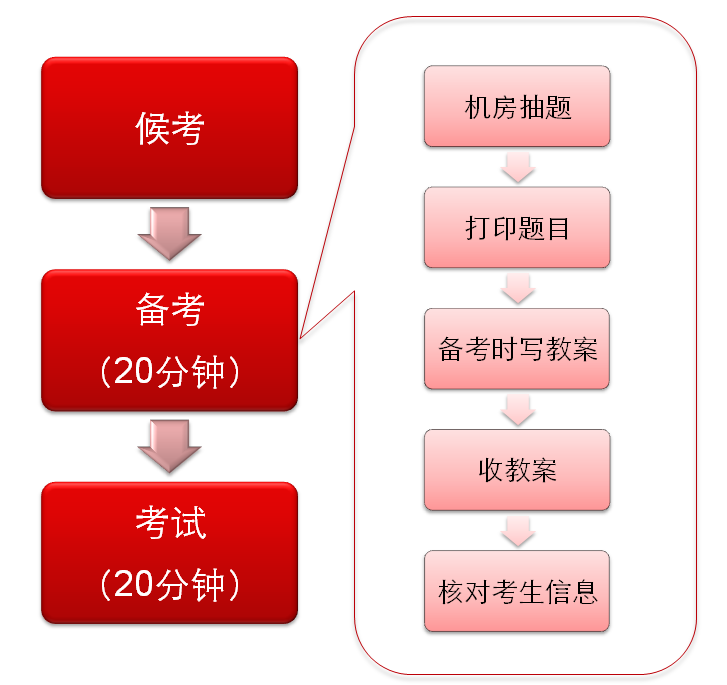 候考
备考
（20分钟）
考试
（20分钟）
机房抽题
打印题目
备考时写教案
收教案
核对考生信息